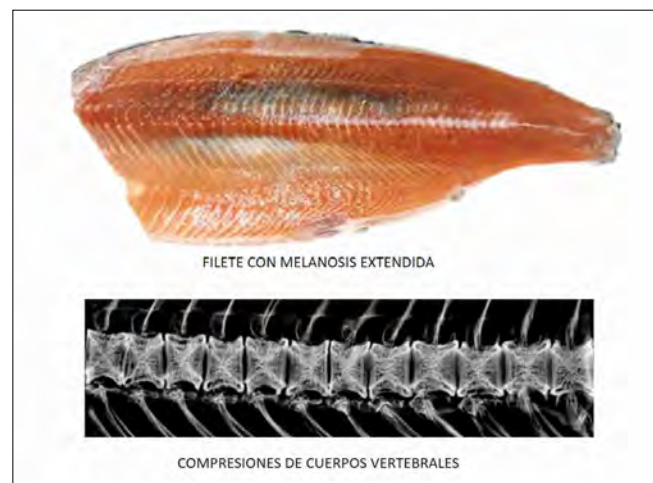 FILETE CON MELANOSIS EXTENDIDA
COMPRESIONES DE CUERPOS VERTEBRALES